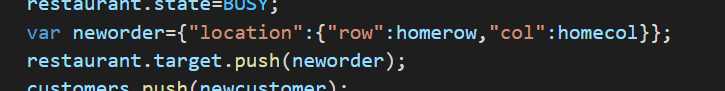 restaurant.state=BUSY;
var neworder={"location":{"row":homerow,"col":homecol}};
restaurant.target.push(neworder);
customers.push(newcustomer);